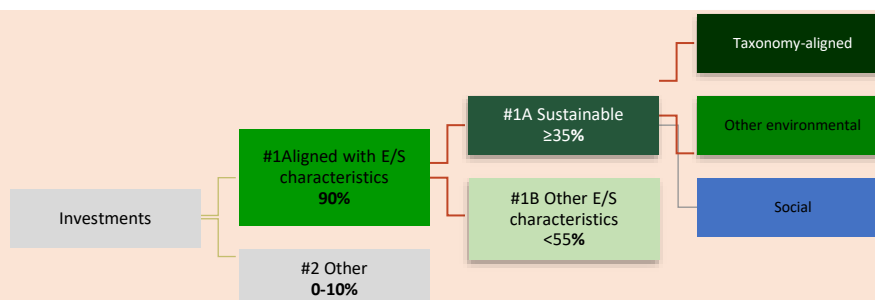 Investments
#1Aligned with E/S
characteristics
90%
#2 Other
0-10%
#1A Sustainable
≥35%
#1B Other E/S
characteristics
<55%
Taxonomy-aligned
Other environmental
Social